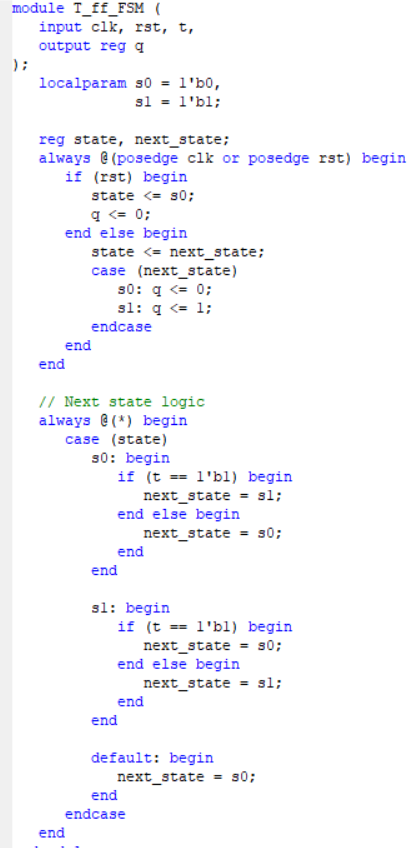 module T_ff_FSM (
   input clk, rst, t,
   output reg q
);
   localparam s0 = 1'b0,
              s1 = 1'b1;

   reg state, next_state;
   always @(posedge clk or posedge rst) begin
      if (rst) begin
         state <= s0;
         q <= 0;
      end else begin
         state <= next_state;
         case (next_state)
            s0: q <= 0;
            s1: q <= 1;
         endcase
      end
   end

   // Next state logic
   always @(*) begin
      case (state)
         s0: begin
            if (t == 1'b1) begin
               next_state = s1;
            end else begin
               next_state = s0;
            end
         end

         s1: begin
            if (t == 1'b1) begin
               next_state = s0;
            end else begin
               next_state = s1;
            end
         end

         default: begin
            next_state = s0;
         end
      endcase
   end